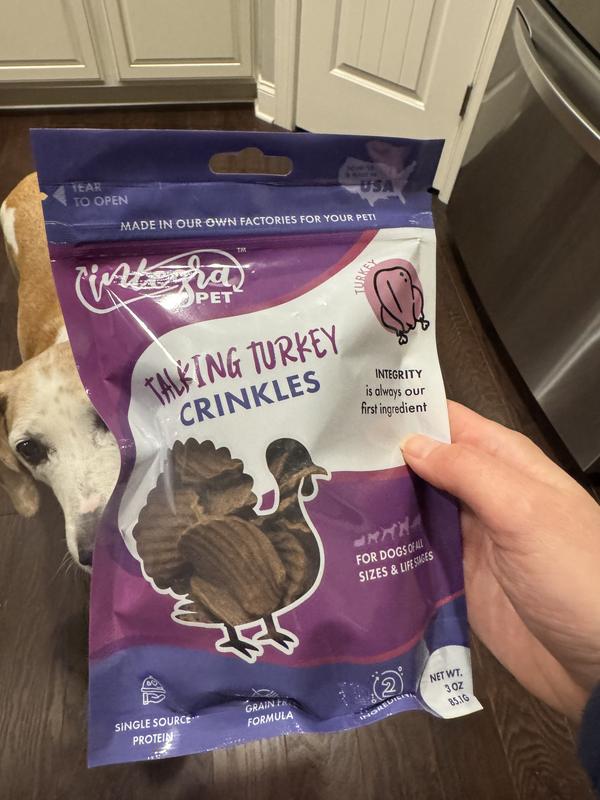 TEAR
TO OPEN
USA
MADE IN OUR OWN FACTORIES FOR YOUR PET!
integra™
PET
TURKEY
TALKING TURKEY
CRINKLES
INTEGRITY
is always our
first ingredient
FOR DOGS OF ALL
SIZES & LIFE STAGES
SINGLE SOURCE
PROTEIN
GRAIN FREE
FORMULA
2
INGREDIENT
NET WT.
3 OZ
85.1G